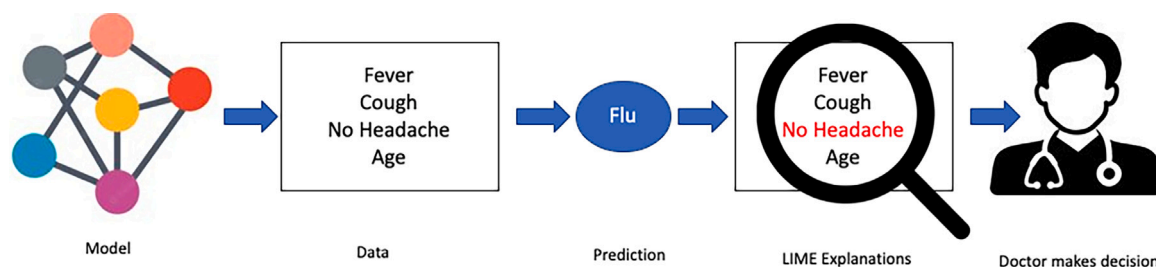 Fever
Cough
No Headache
Age
Flu
Fever
Cough
No Headache
Age
Model
Data
Prediction
LIME Explanations
Doctor makes decision